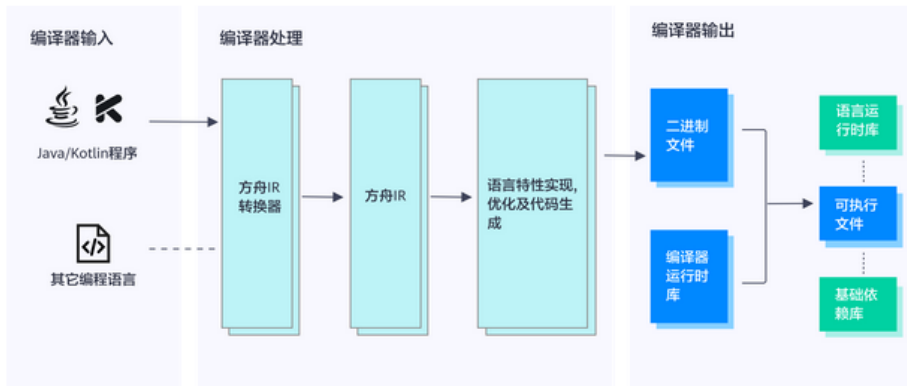 编译器输入
编译器处理
编译器输出
Java/Kotlin程序
其它编程语言
方舟IR
转换器
方舟IR
语言特性实现,
优化及代码生
成
二进制
文件
编译器
运行时
库
语言运
行时库
可执行
文件
基础依
赖库